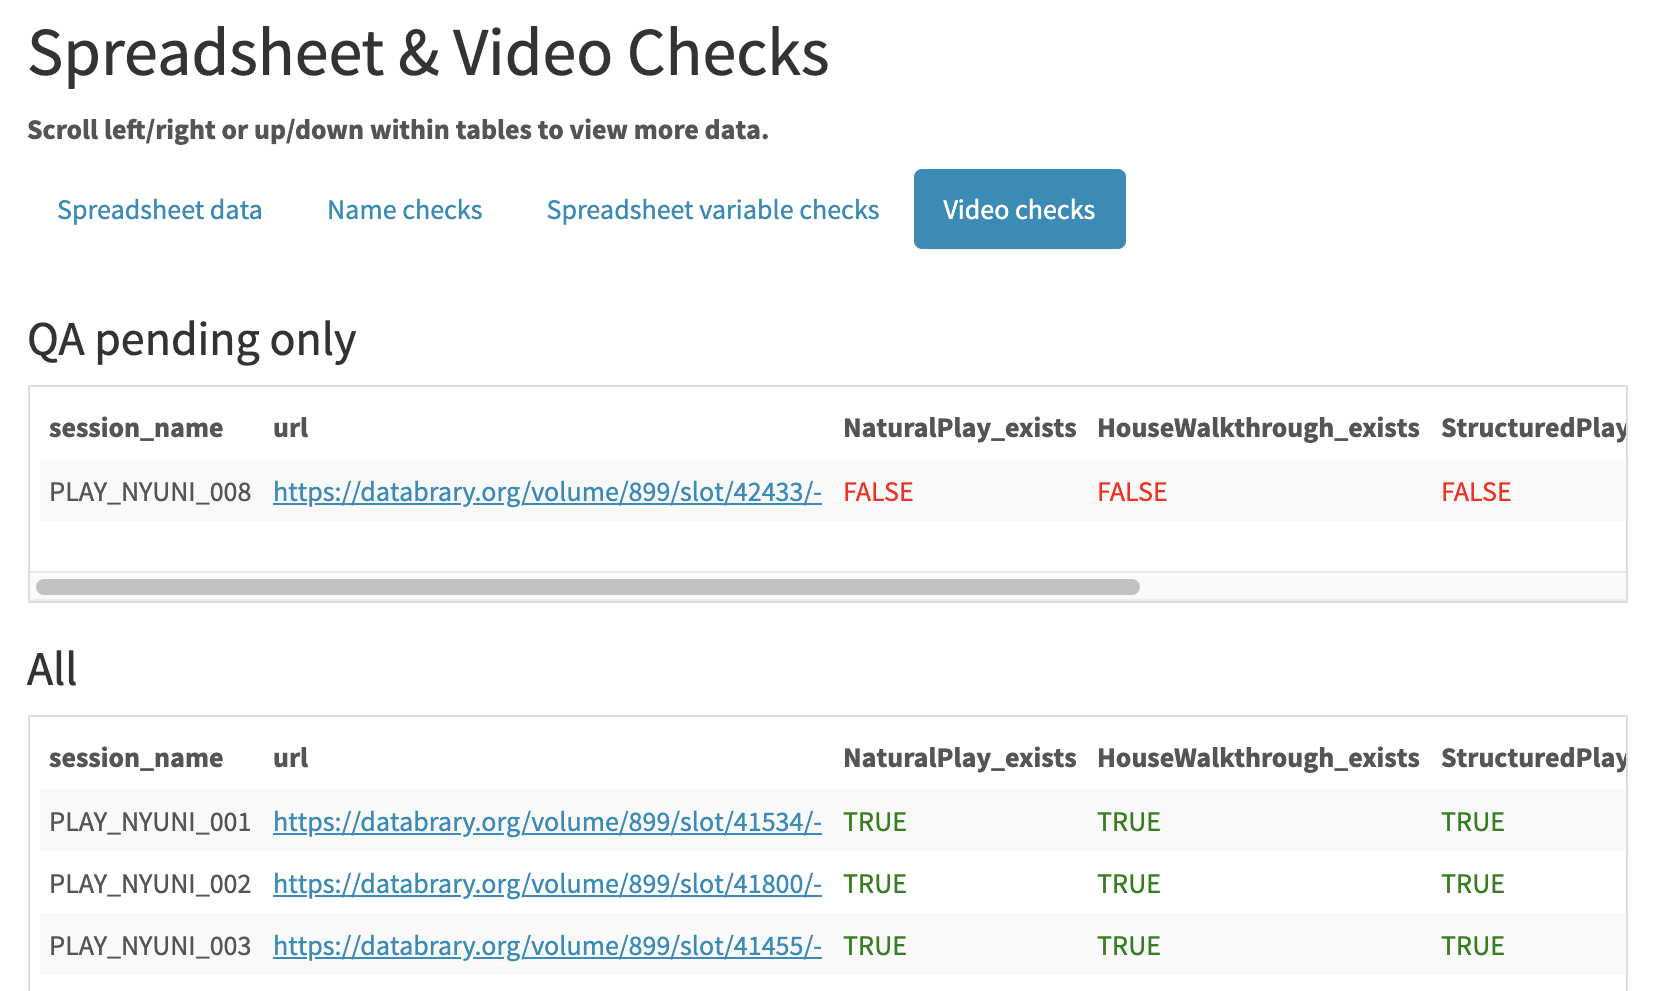 Spreadsheet & Video Checks
Scroll left/right or up/down within tables to view more data.
Spreadsheet data Name checks Spreadsheet variable checks Video checks
QA pending only
session_name url NaturalPlay_exists HouseWalkthrough_exists StructuredPlay
PLAY_NYUNI_008 https://databrary.org/volume/899/slot/42433/- FALSE FALSE FALSE
All
session_name url NaturalPlay_exists HouseWalkthrough_exists StructuredPlay
PLAY_NYUNI_001 https://databrary.org/volume/899/slot/41534/- TRUE TRUE TRUE
PLAY_NYUNI_002 https://databrary.org/volume/899/slot/41800/- TRUE TRUE TRUE
PLAY_NYUNI_003 https://databrary.org/volume/899/slot/41455/- TRUE TRUE TRUE